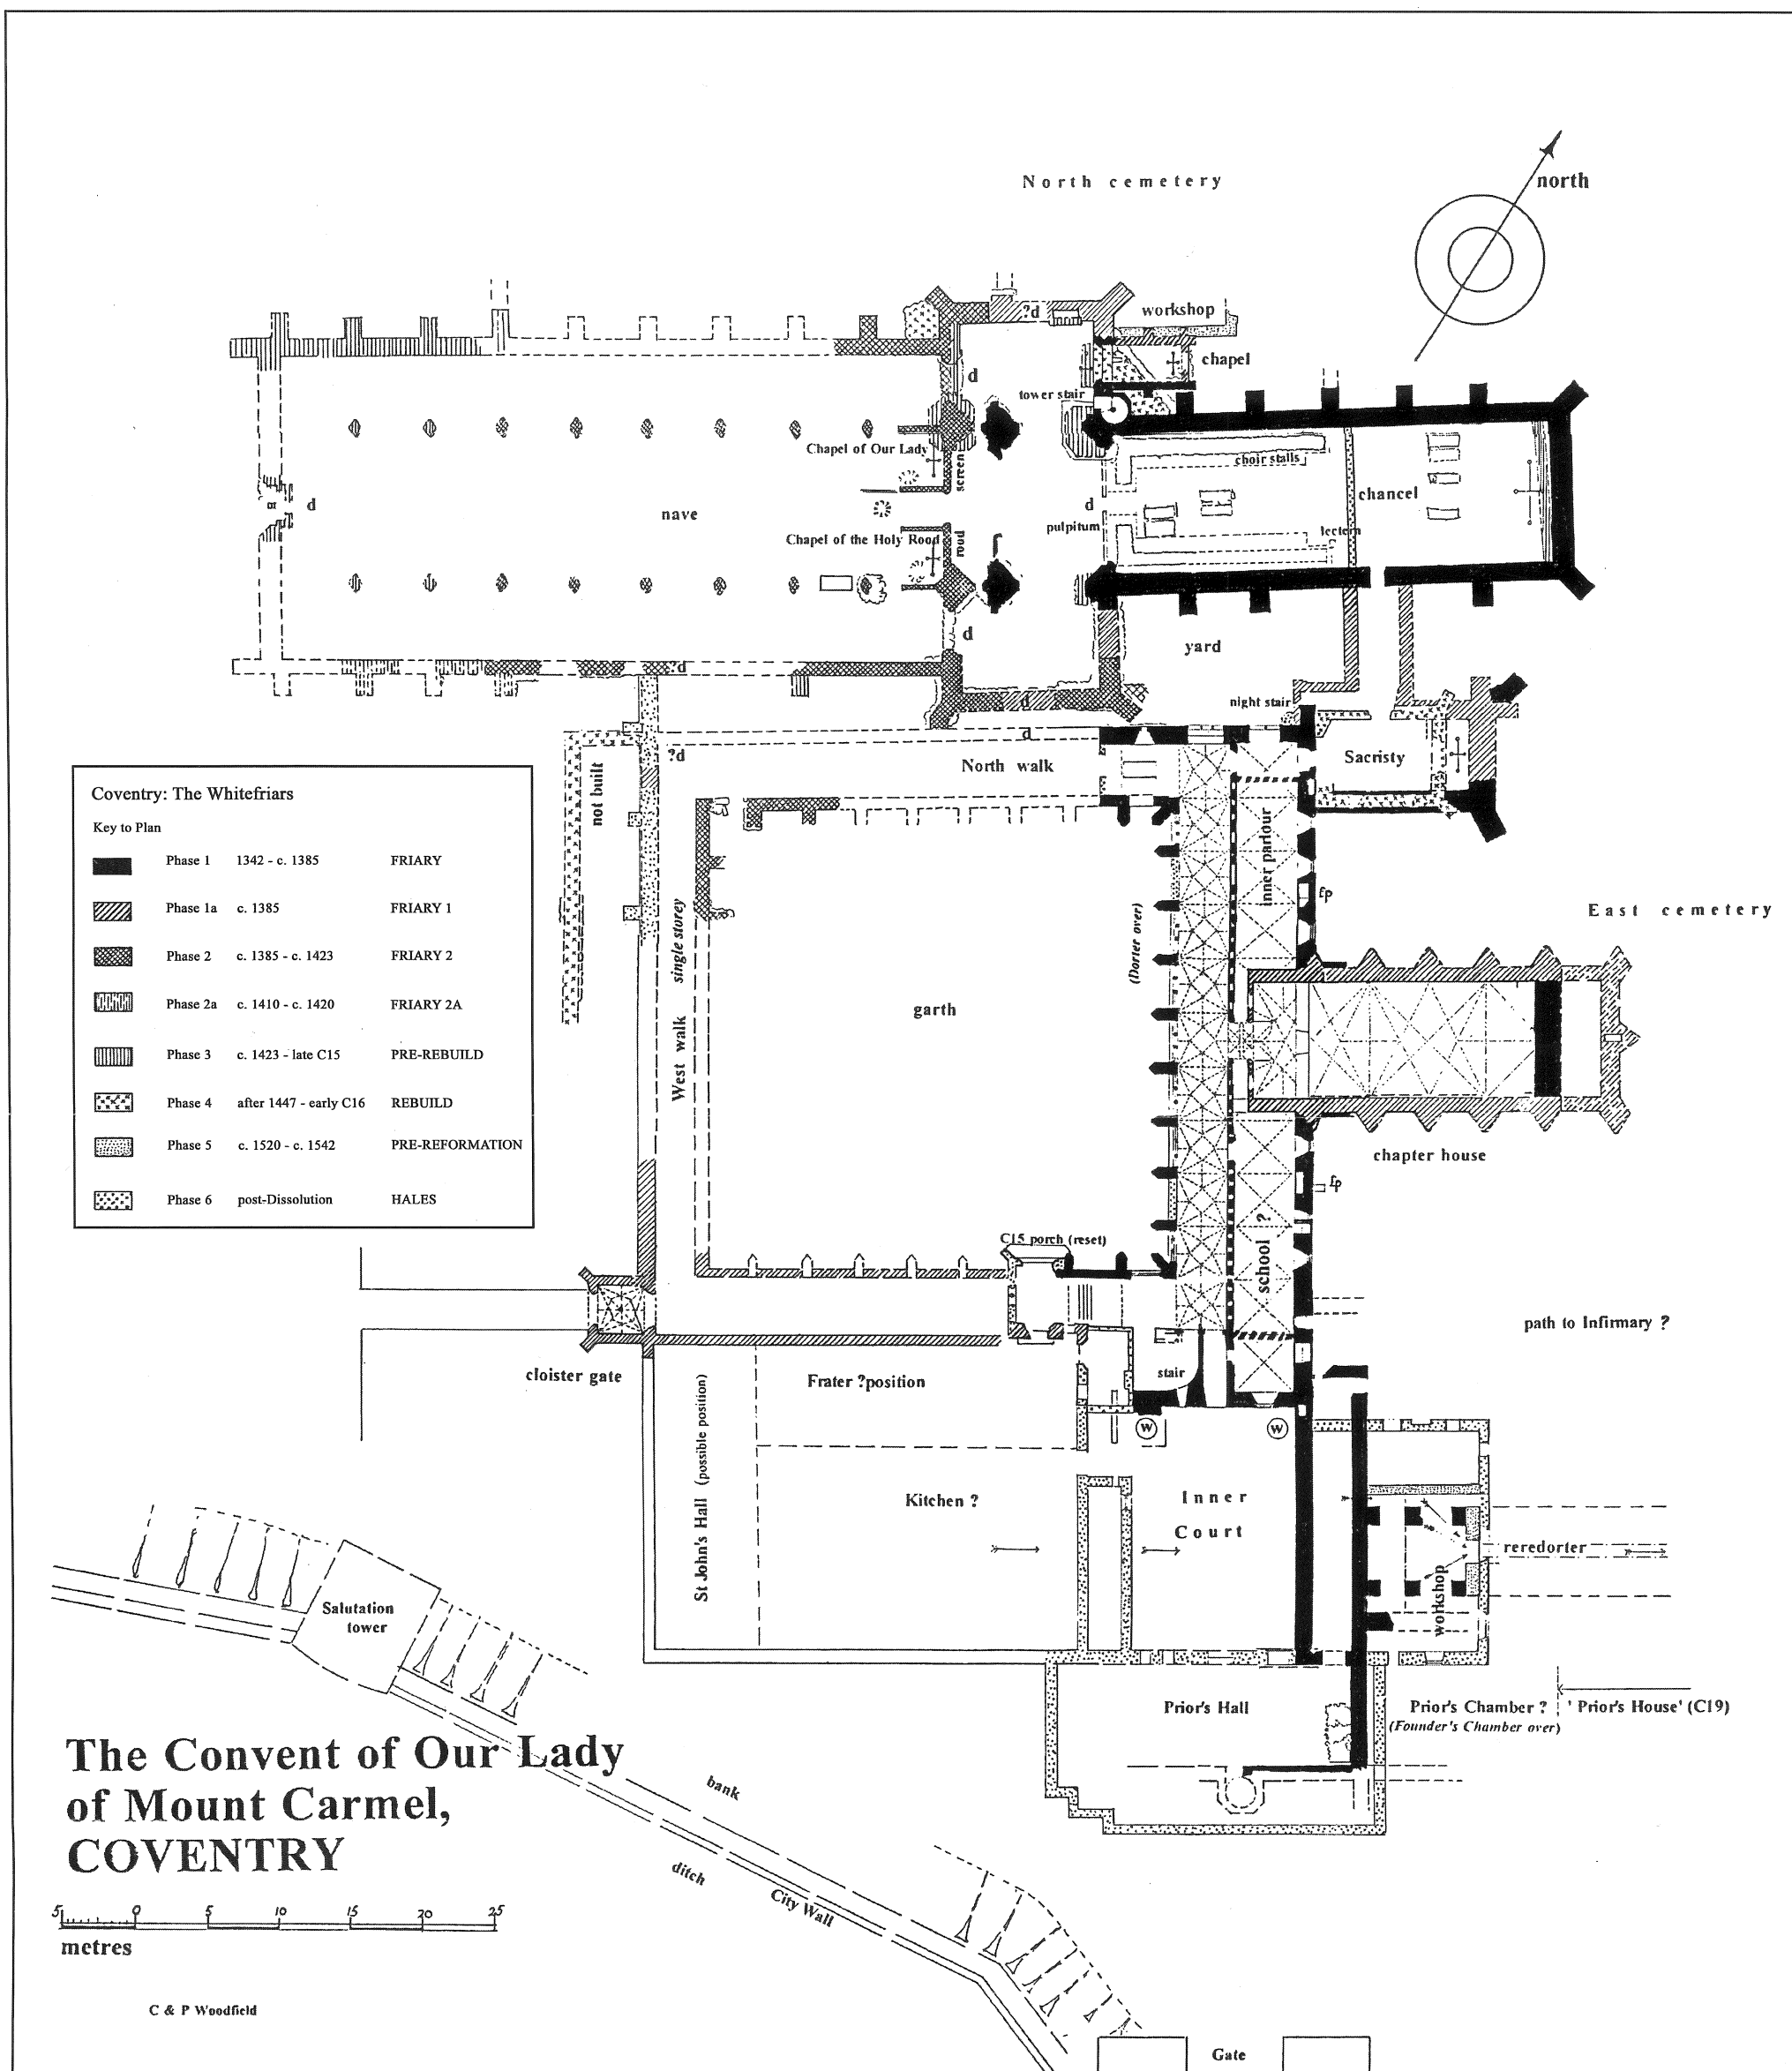 North cemetery
north
?d
workshop
chapel
d
tower stair
Chapel of Our Lady
screen
choir stalls
d
nave
d
chancel
pulpitum
lectern
Chapel of the Holy Rood
rood
d
yard
?d
night stair
d
d
?d
North walk
Sacristy
not built
Coventry: The Whitefriars
Key to Plan
Phase 1 1342 - c. 1385 FRIARY
Phase 1a c. 1385 FRIARY 1
Phase 2 c. 1385 - c. 1423 FRIARY 2
Phase 2a c. 1410 - c. 1420 FRIARY 2A
Phase 3 c. 1423 - late C15 PRE-REBUILD
Phase 4 after 1447 - early C16 REBUILD
Phase 5 c. 1520 - c. 1542 PRE-REFORMATION
Phase 6 post-Dissolution HALES
inner parlour
fp
East cemetery
West walk single storey
(Dorter over)
garth
chapter house
fp
school ?
C15 porch (reset)
path to Infirmary ?
cloister gate
stair
Frater ?position
St John's Hall (possible position)
W
W
Kitchen ?
Inner
Court
reredorter
workshop
Salutation
tower
Prior's Hall
Prior's Chamber ?
(Founder's Chamber over)
'Prior's House' (C19)
The Convent of Our Lady
of Mount Carmel,
COVENTRY
bank
ditch
City Wall
5 0 5 10 15 20 25
metres
C & P Woodfield
Gate